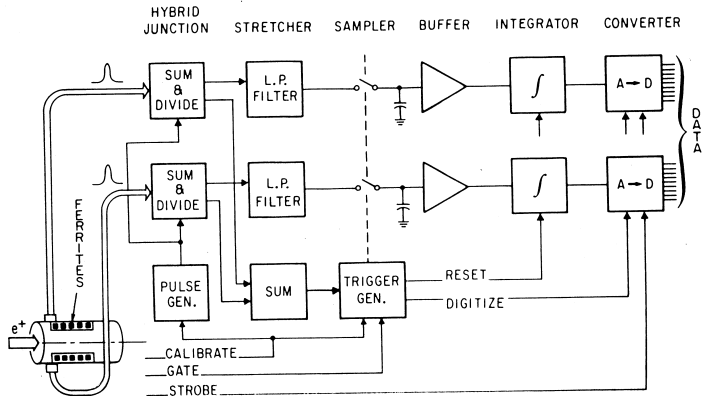 HYBRID JUNCTION
STRETCHER
SAMPLER
BUFFER
INTEGRATOR
CONVERTER
SUM & DIVIDE
L.P. FILTER
∫
A→D
DATA
SUM & DIVIDE
L.P. FILTER
∫
A→D
FERRITES
PULSE GEN.
SUM
TRIGGER GEN.
RESET
DIGITIZE
e+
CALIBRATE
GATE
STROBE